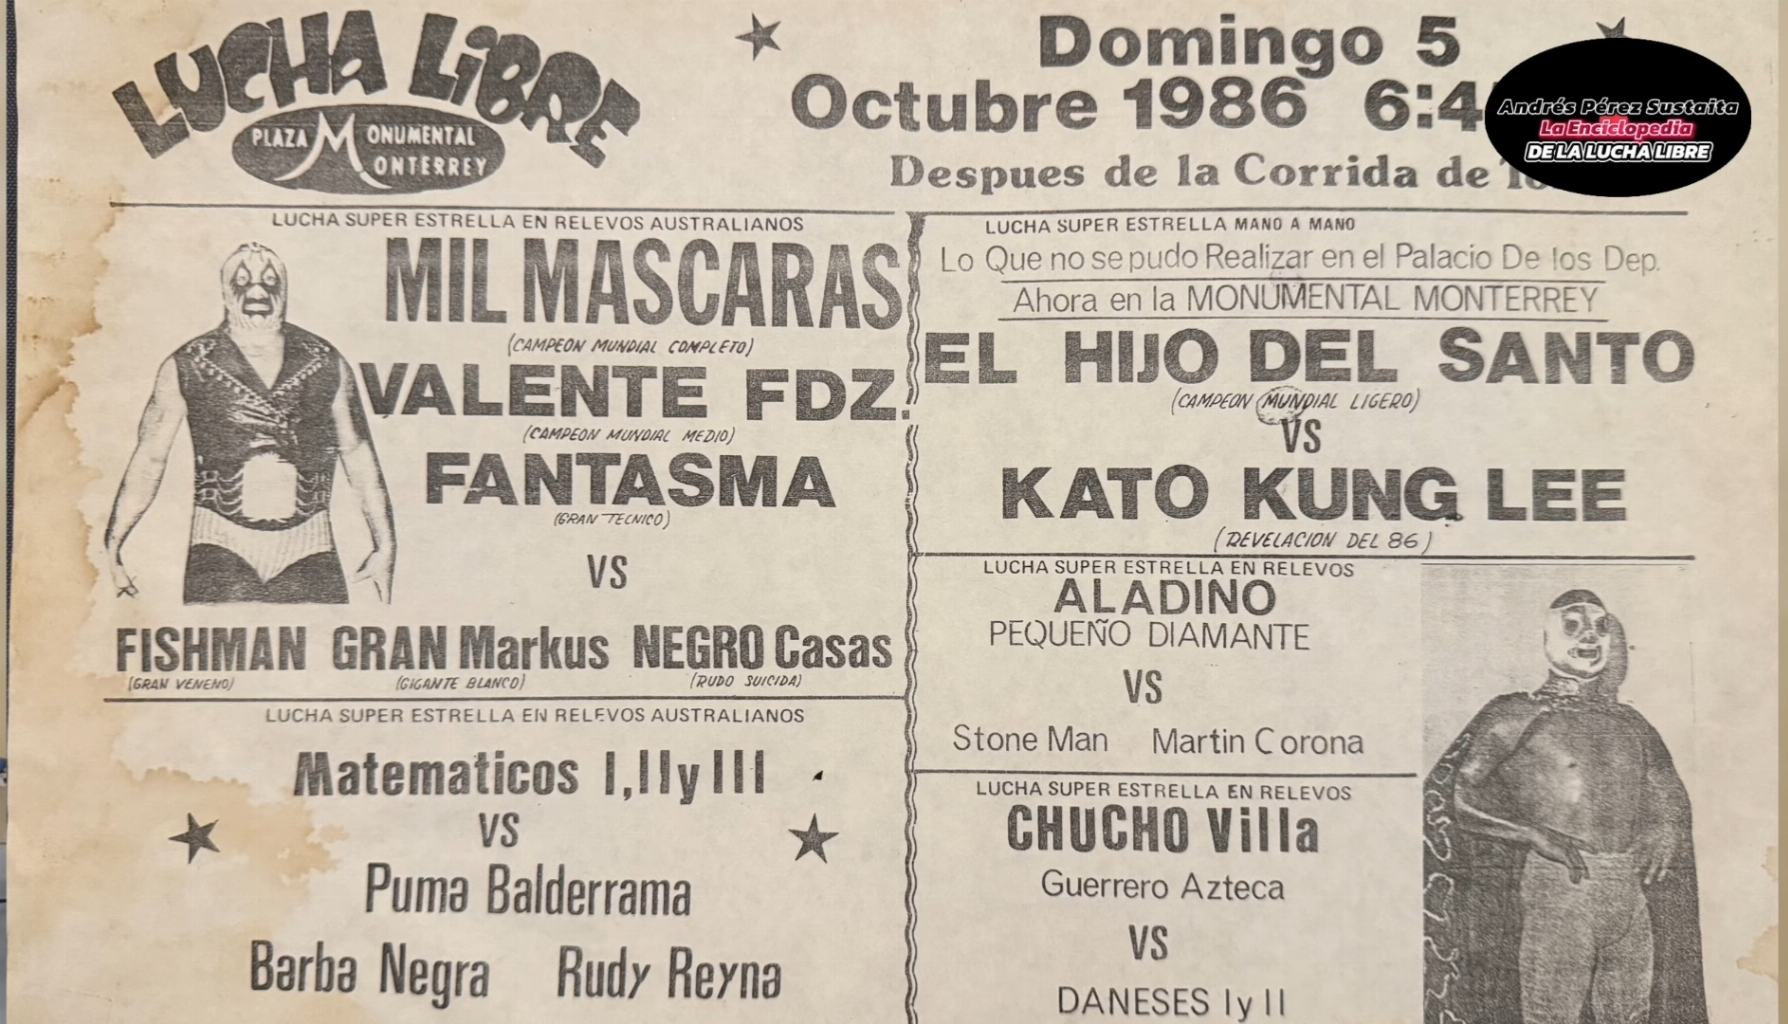 LUCHA LIBRE
PLAZA MONUMENTAL
MONTERREY
Domingo 5
Octubre 1986
Despues de la Corrida de
Andrés Pérez Sustaita
La Enciclopedia
DE LA LUCHA LIBRE
LUCHA SUPER ESTRELLA EN RELEVOS AUSTRALIANOS
MIL MASCARAS
(CAMPEON MUNDIAL COMPLETO)
VALENTE FDZ.
(CAMPEON MUNDIAL MEDIO)
FANTASMA
(GRAN TECNICO)
VS
FISHMAN GRAN Markus NEGRO Casas
(GRAN VENENO) (GIGANTE BLANCO) (RUDO SUICIDA)
LUCHA SUPER ESTRELLA EN RELEVOS AUSTRALIANOS
Matematicos I,II y III
VS
Puma Balderrama
Barba Negra Rudy Reyna
LUCHA SUPER ESTRELLA MANO A MANO
Lo Que no se pudo Realizar en el Palacio De los Dep.
Ahora en la MONUMENTAL MONTERREY
EL HIJO DEL SANTO
(CAMPEON MUNDIAL LIGERO)
VS
KATO KUNG LEE
(REVELACION DEL 86)
LUCHA SUPER ESTRELLA EN RELEVOS
ALADINO
PEQUEÑO DIAMANTE
VS
Stone Man Martin Corona
LUCHA SUPER ESTRELLA EN RELEVOS
CHUCHO Villa
Guerrero Azteca
VS
DANESES I y II